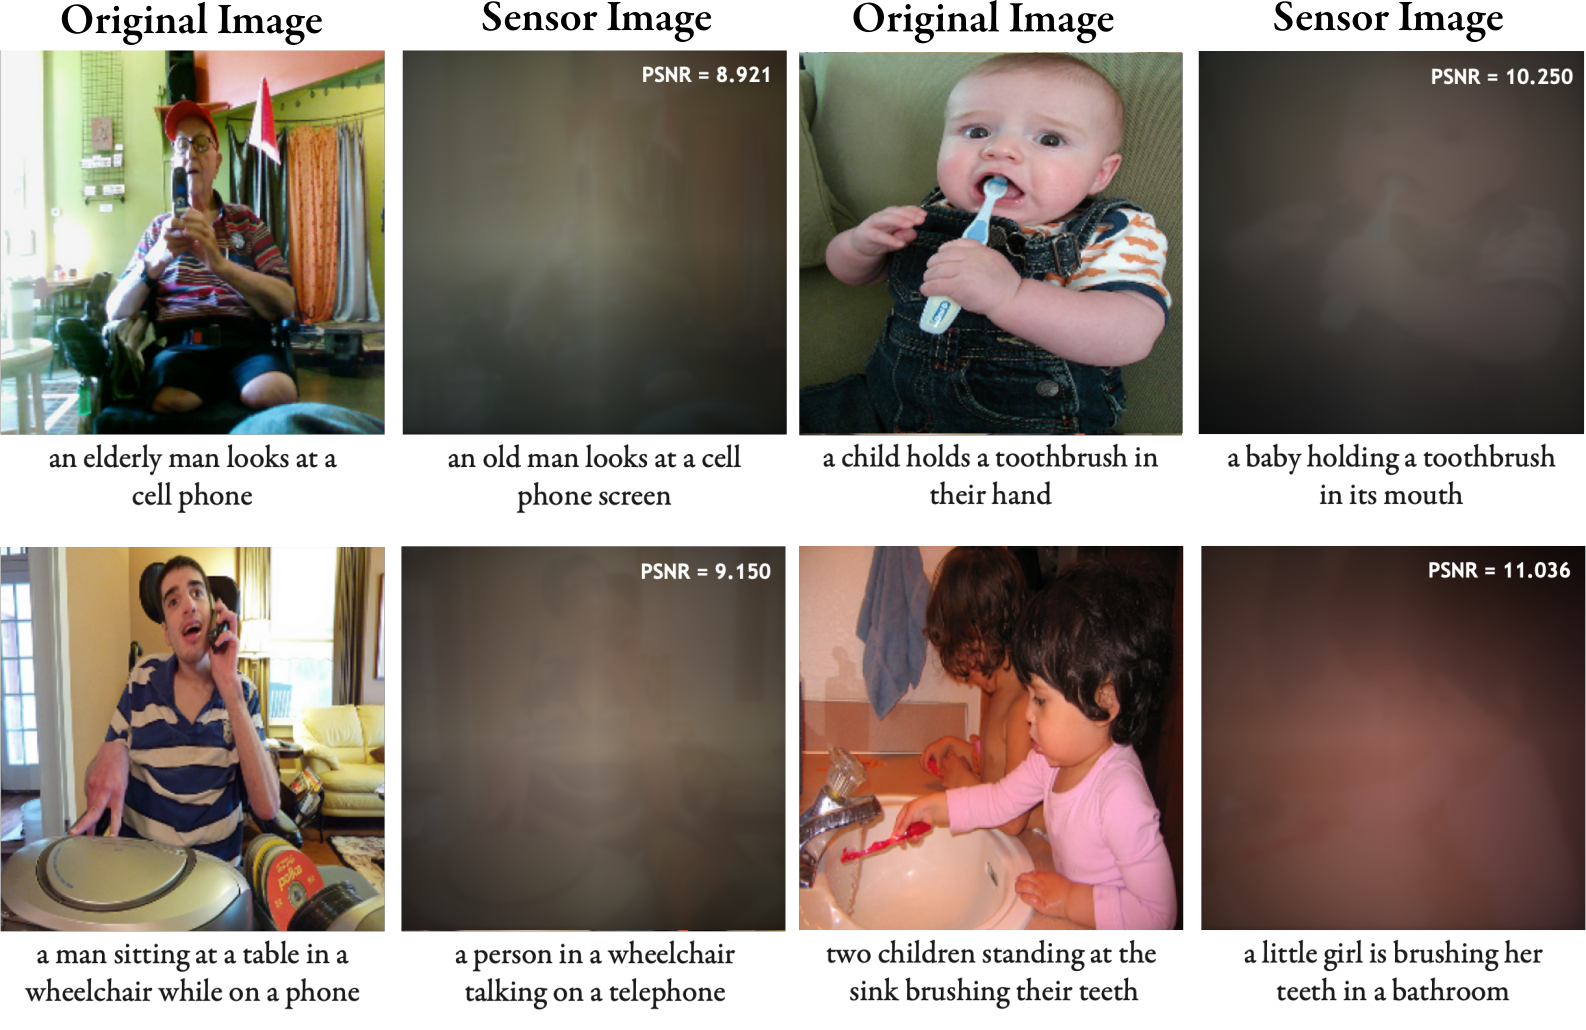 Original Image
Sensor Image
Original Image
Sensor Image
PSNR = 8.921
PSNR = 10.250
an elderly man looks at a
cell phone
an old man looks at a cell
phone screen
a child holds a toothbrush in
their hand
a baby holding a toothbrush
in its mouth
PSNR = 9.150
PSNR = 11.036
polka
a man sitting at a table in a
wheelchair while on a phone
a person in a wheelchair
talking on a telephone
two children standing at the
sink brushing their teeth
a little girl is brushing her
teeth in a bathroom